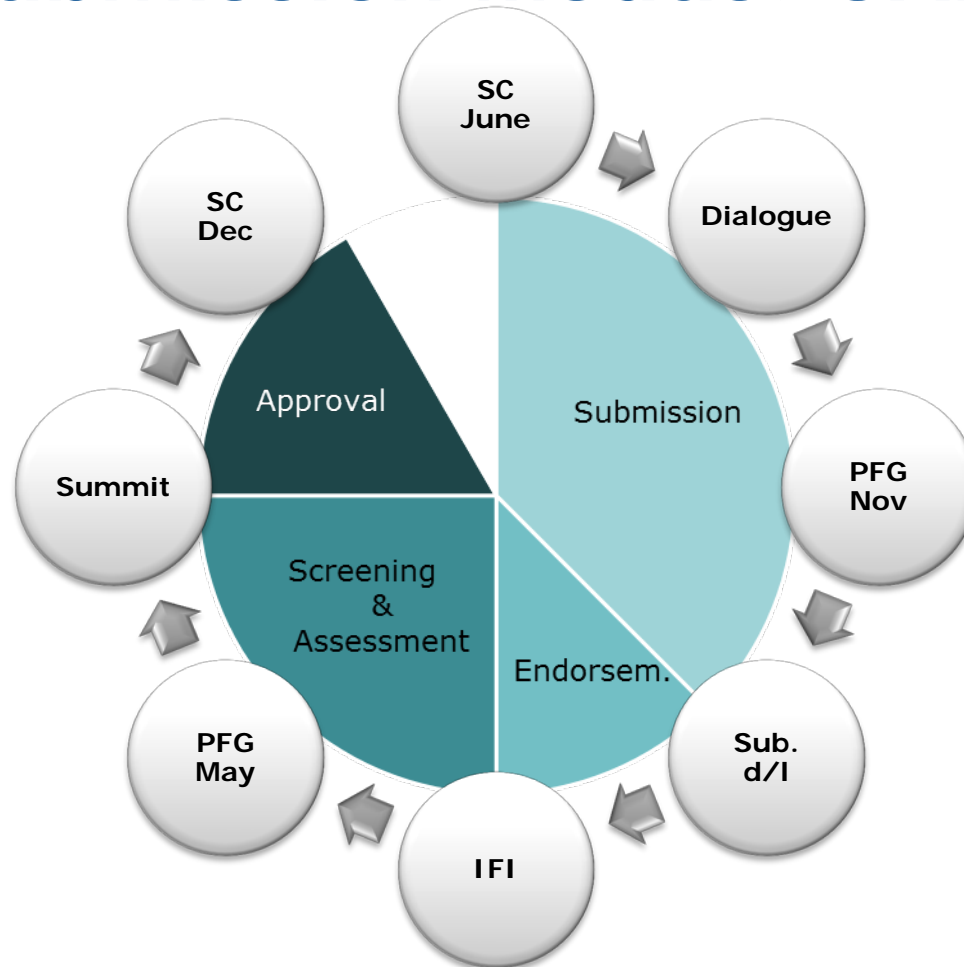 SC
June
Dialogue
PFG
Nov
Sub.
d/l
IFI
PFG
May
Summit
SC
Dec
Submission
Endorsem.
Screening
&
Assessment
Approval